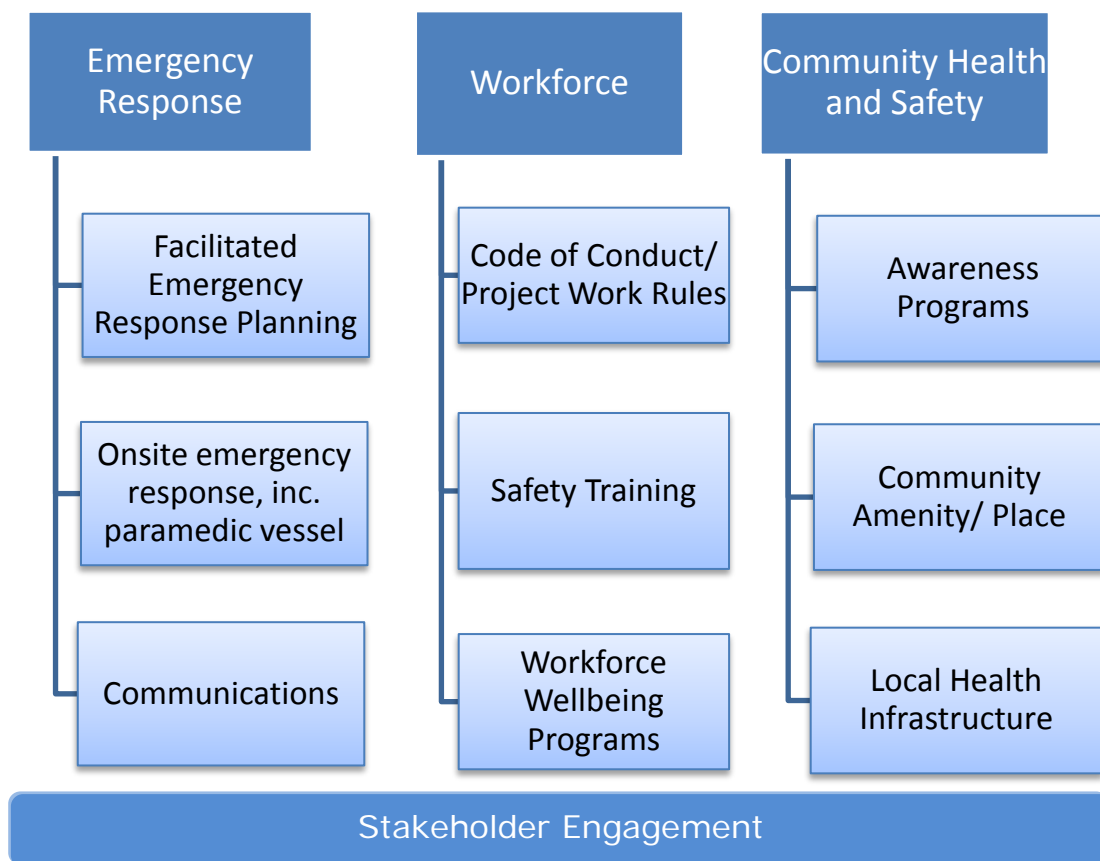 Emergency
Response
Facilitated
Emergency
Response Planning
Onsite emergency
response, inc.
paramedic vessel
Communications
Workforce
Code of Conduct/
Project Work Rules
Safety Training
Workforce
Wellbeing
Programs
Community Health
and Safety
Awareness
Programs
Community
Amenity/ Place
Local Health
Infrastructure
Stakeholder Engagement